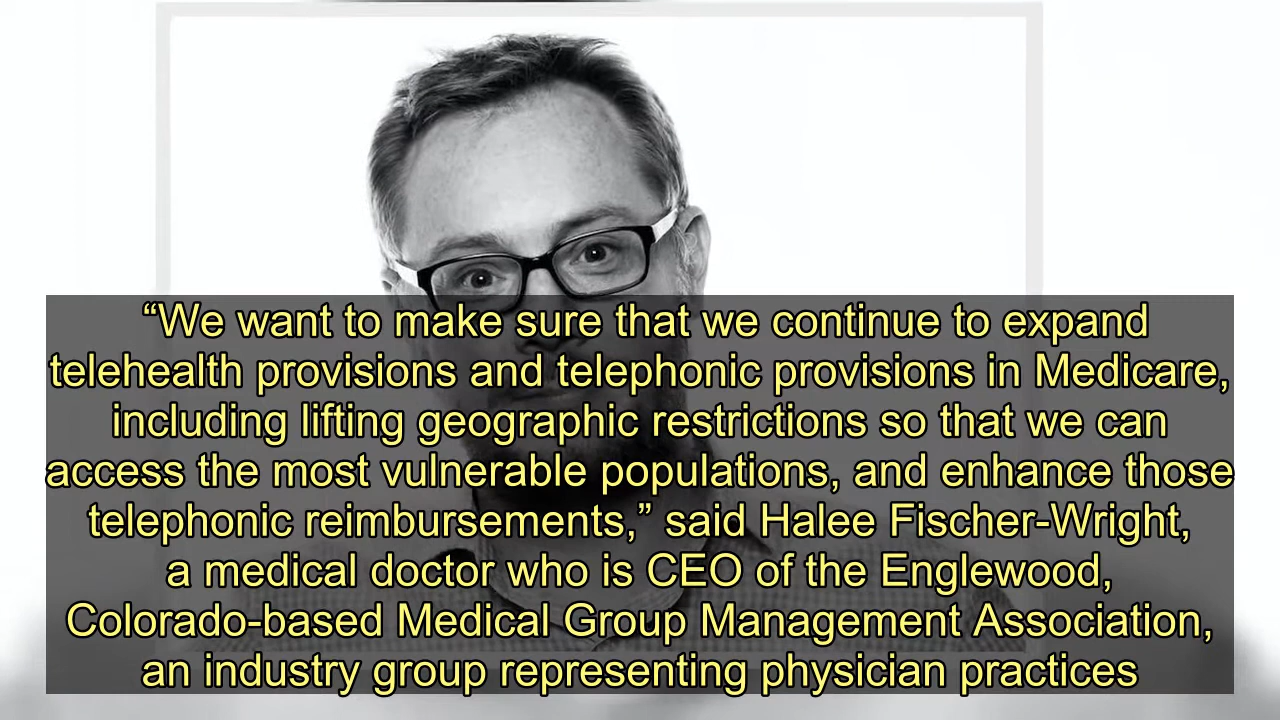 “We want to make sure that we continue to expand
telehealth provisions and telephonic provisions in Medicare,
including lifting geographic restrictions so that we can
access the most vulnerable populations, and enhance those
telephonic reimbursements,” said Halee Fischer-Wright,
a medical doctor who is CEO of the Englewood,
Colorado-based Medical Group Management Association,
an industry group representing physician practices